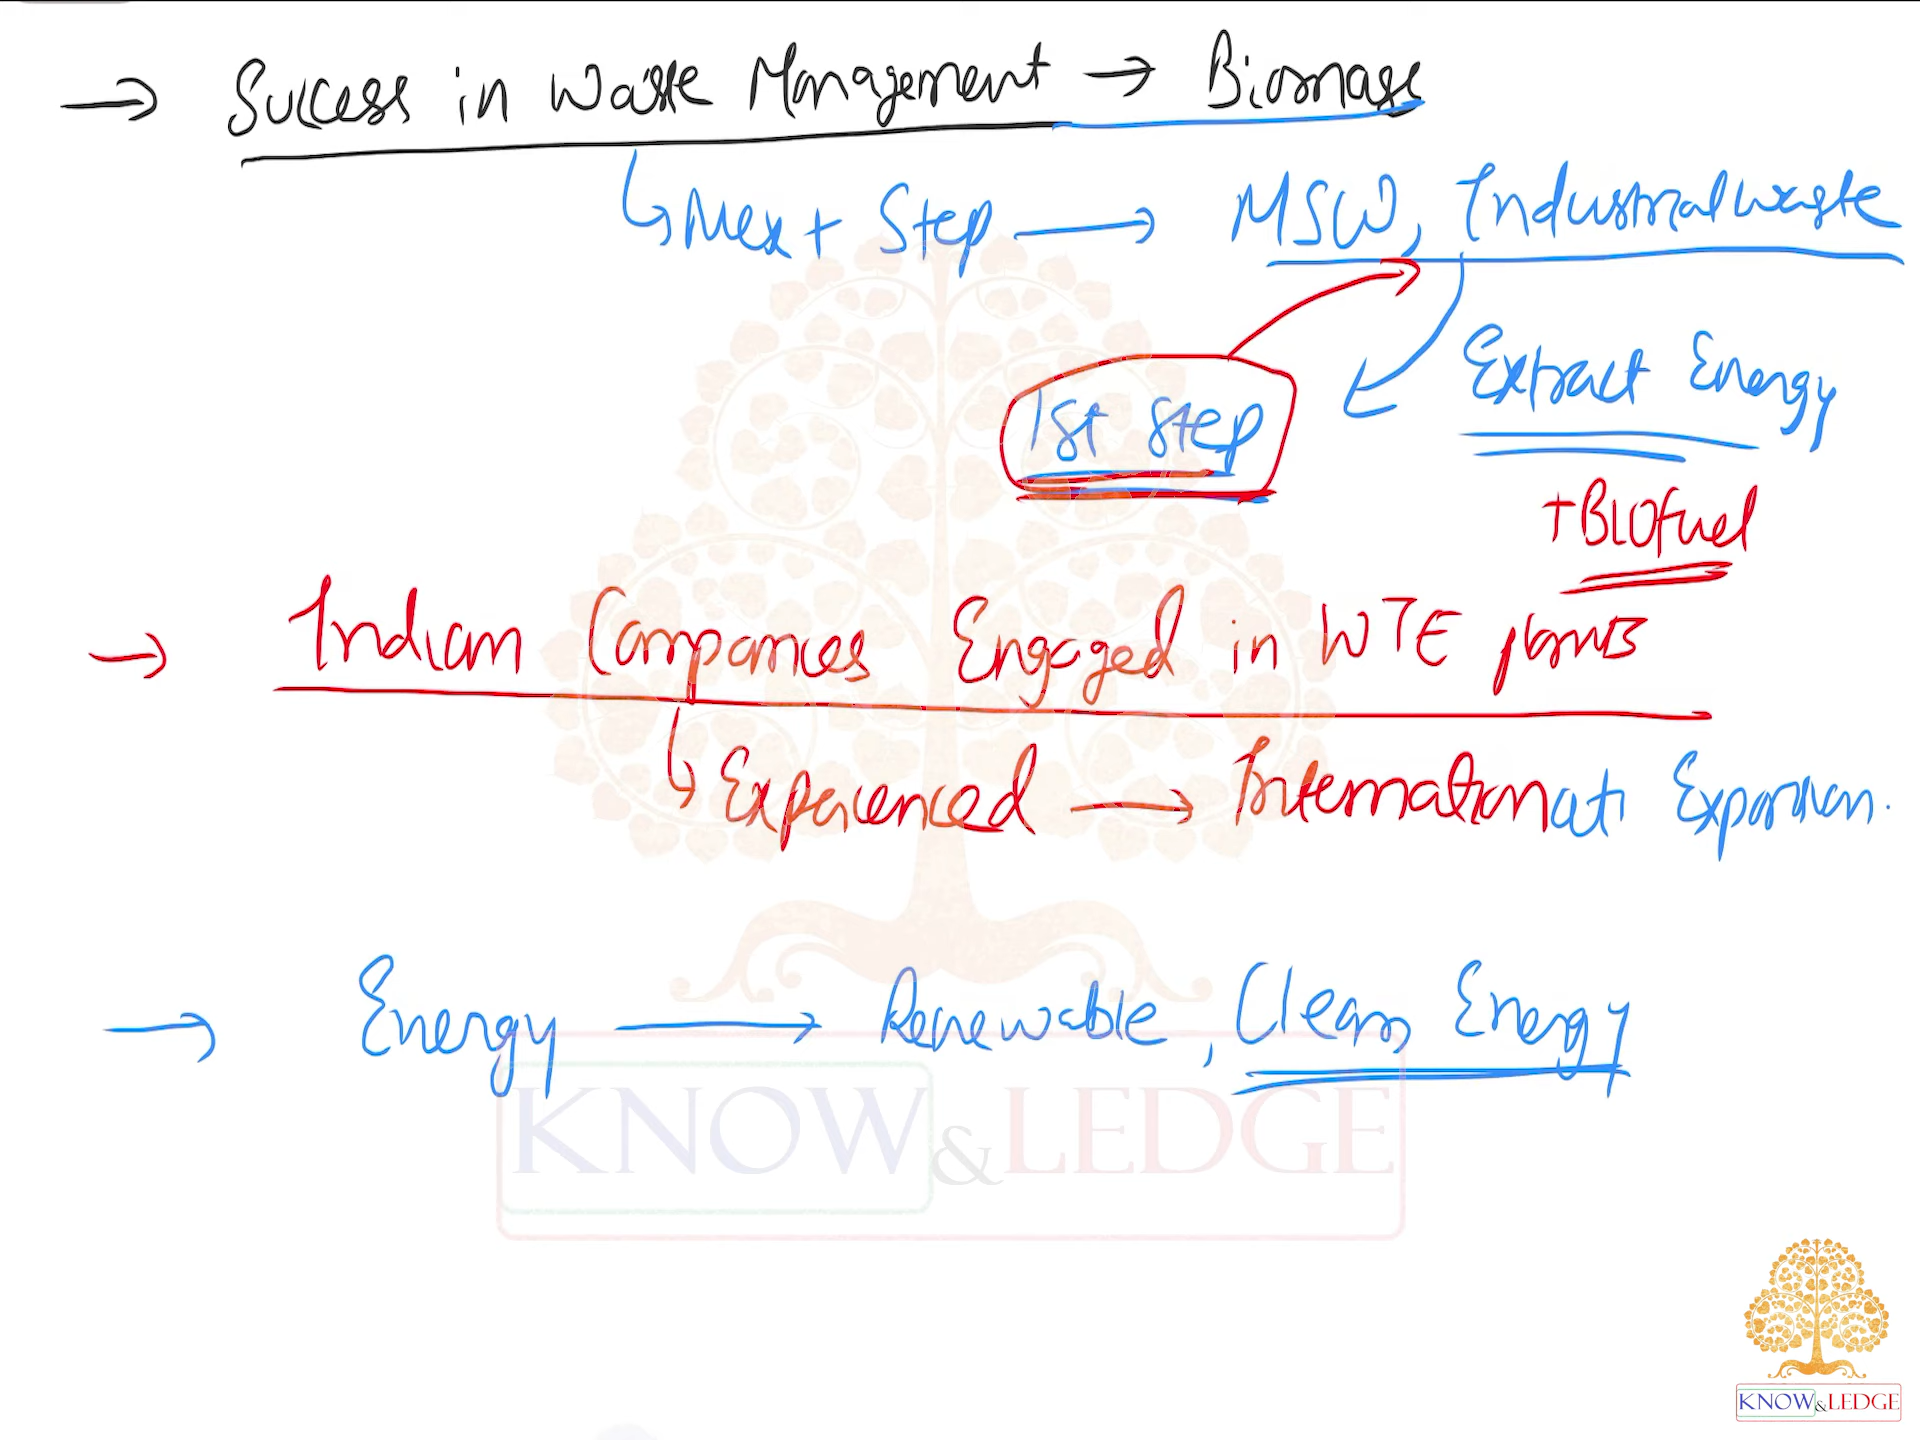 → Success in Waste Management → Biomass
↳ Next Step → MSW, Industrial waste
Extract Energy
1st step
+Biofuel
→ Indian Companies Engaged in WTE plants
↳ Experienced → International Expansion.
→ Energy → Renewable, Clean Energy
KNOW&LEDGE
KNOW&LEDGE